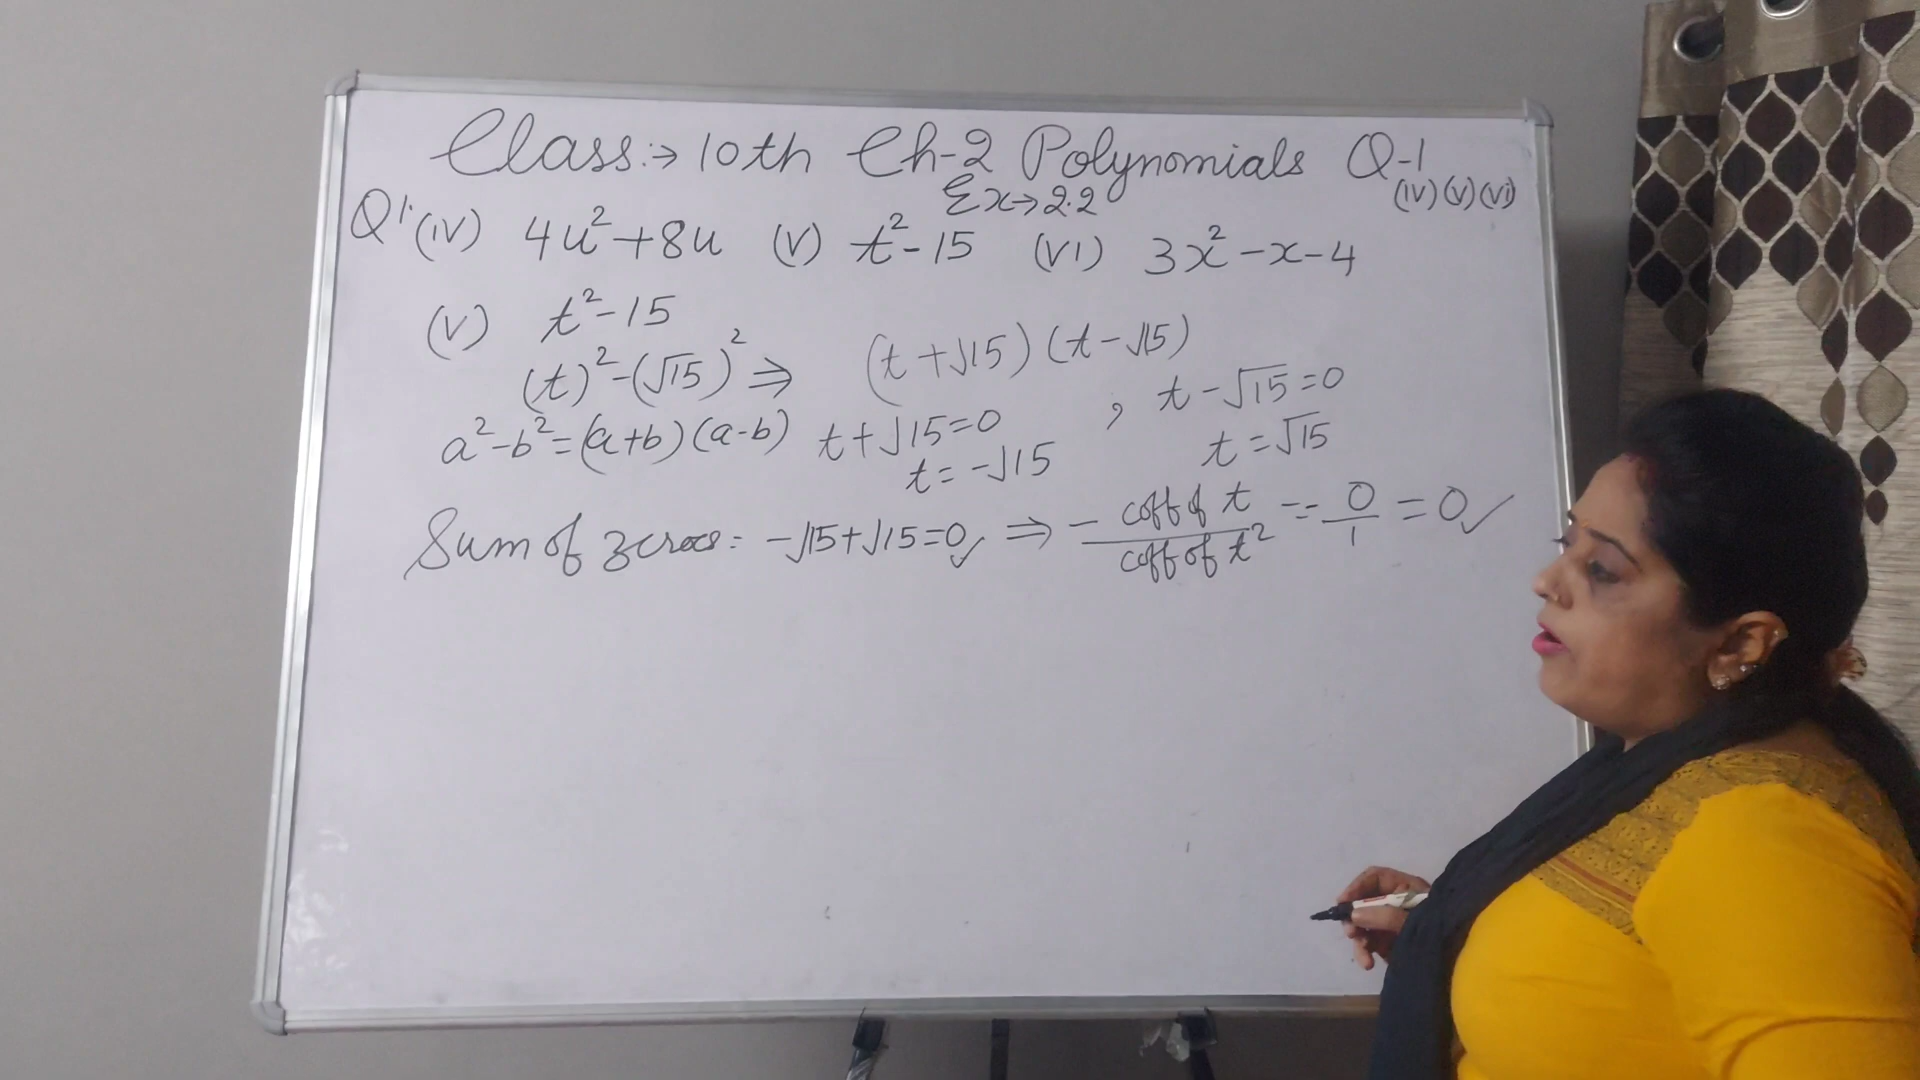 Class:→ 10th Ch-2 Polynomials Q-1
Ex→2.2 (iv)(v)(vi)
Q1.(iv) 4u²+8u (v) t²-15 (vi) 3x²-x-4
(v) t²-15
(t)²-(√15)² ⇒ (t+√15)(t-√15)
a²-b²=(a+b)(a-b) t+√15=0 , t-√15=0
t=-√15 t=√15
Sum of zeroes= -√15+√15=0✓ ⇒ - coff of t / coff of t² = - 0/1 = 0✓